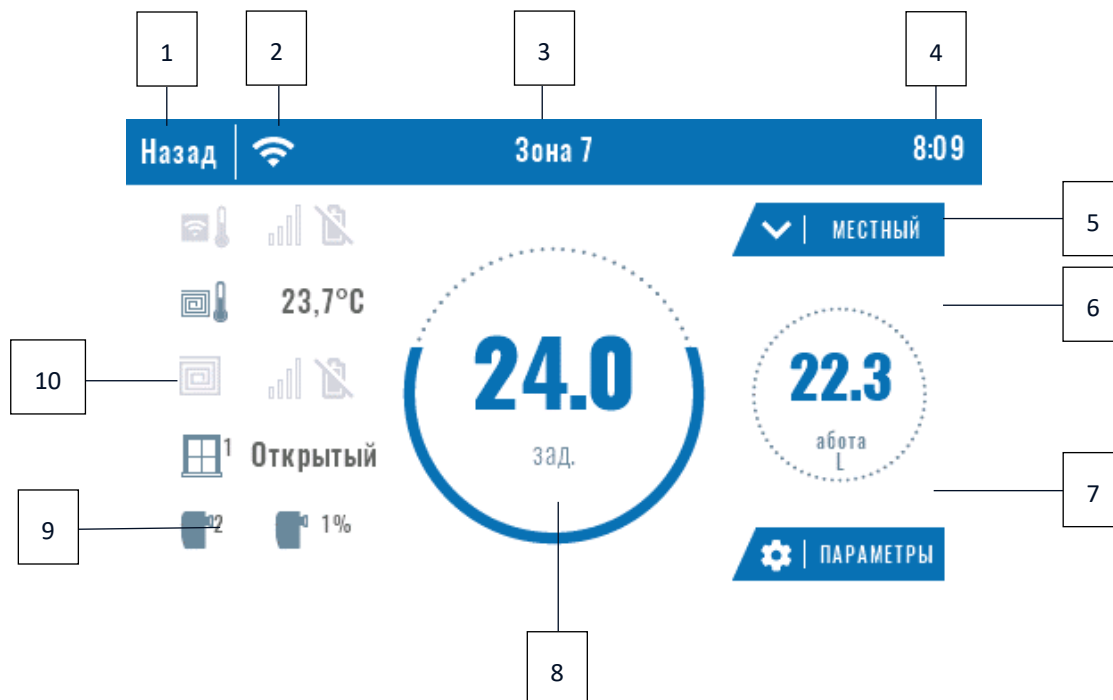 1
2
3
4
Назад
Зона 7
8:09
МЕСТНЫЙ
5
6
23,7°C
24.0
зад.
22.3
абота
L
10
1
Открытый
7
9
2
1%
ПАРАМЕТРЫ
8